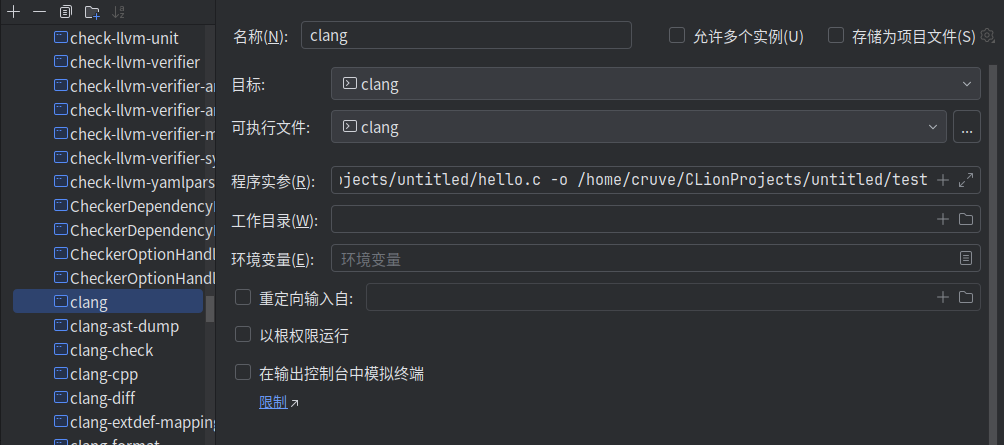 check-llvm-unit
check-llvm-verifier
check-llvm-verifier-a
check-llvm-verifier-a
check-llvm-verifier-m
check-llvm-verifier-sy
check-llvm-yamlpars
CheckerDependency
CheckerDependency
CheckerOptionHandl
CheckerOptionHandl
clang
clang-ast-dump
clang-check
clang-cpp
clang-diff
clang-extdef-mapping
clang-format
名称(N): clang
允许多个实例(U) 存储为项目文件(S)
目标: clang
可执行文件: clang ...
程序实参(R): ojects/untitled/hello.c -o /home/cruve/CLionProjects/untitled/test
工作目录(W):
环境变量(E): 环境变量
重定向输入自:
以根权限运行
在输出控制台中模拟终端
限制